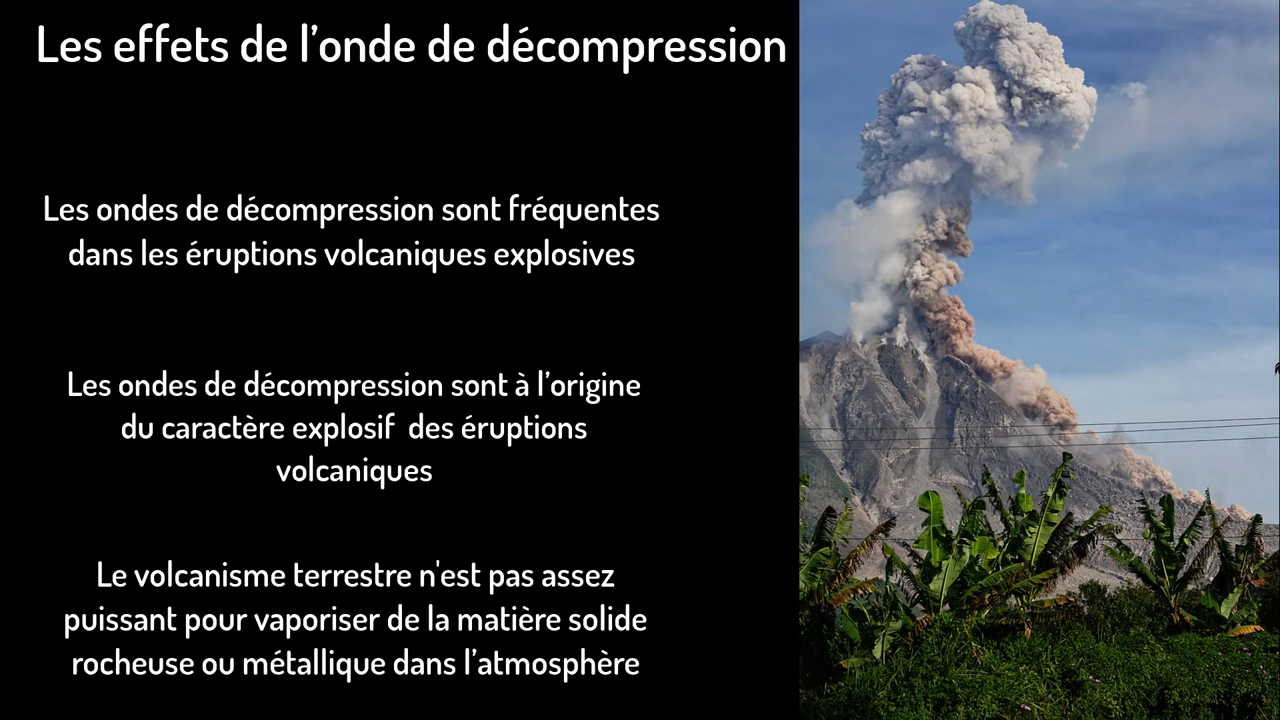 Les effets de l’onde de décompression
Les ondes de décompression sont fréquentes
dans les éruptions volcaniques explosives
Les ondes de décompression sont à l’origine
du caractère explosif  des éruptions
volcaniques
Le volcanisme terrestre n'est pas assez
puissant pour vaporiser de la matière solide
rocheuse ou métallique dans l’atmosphère